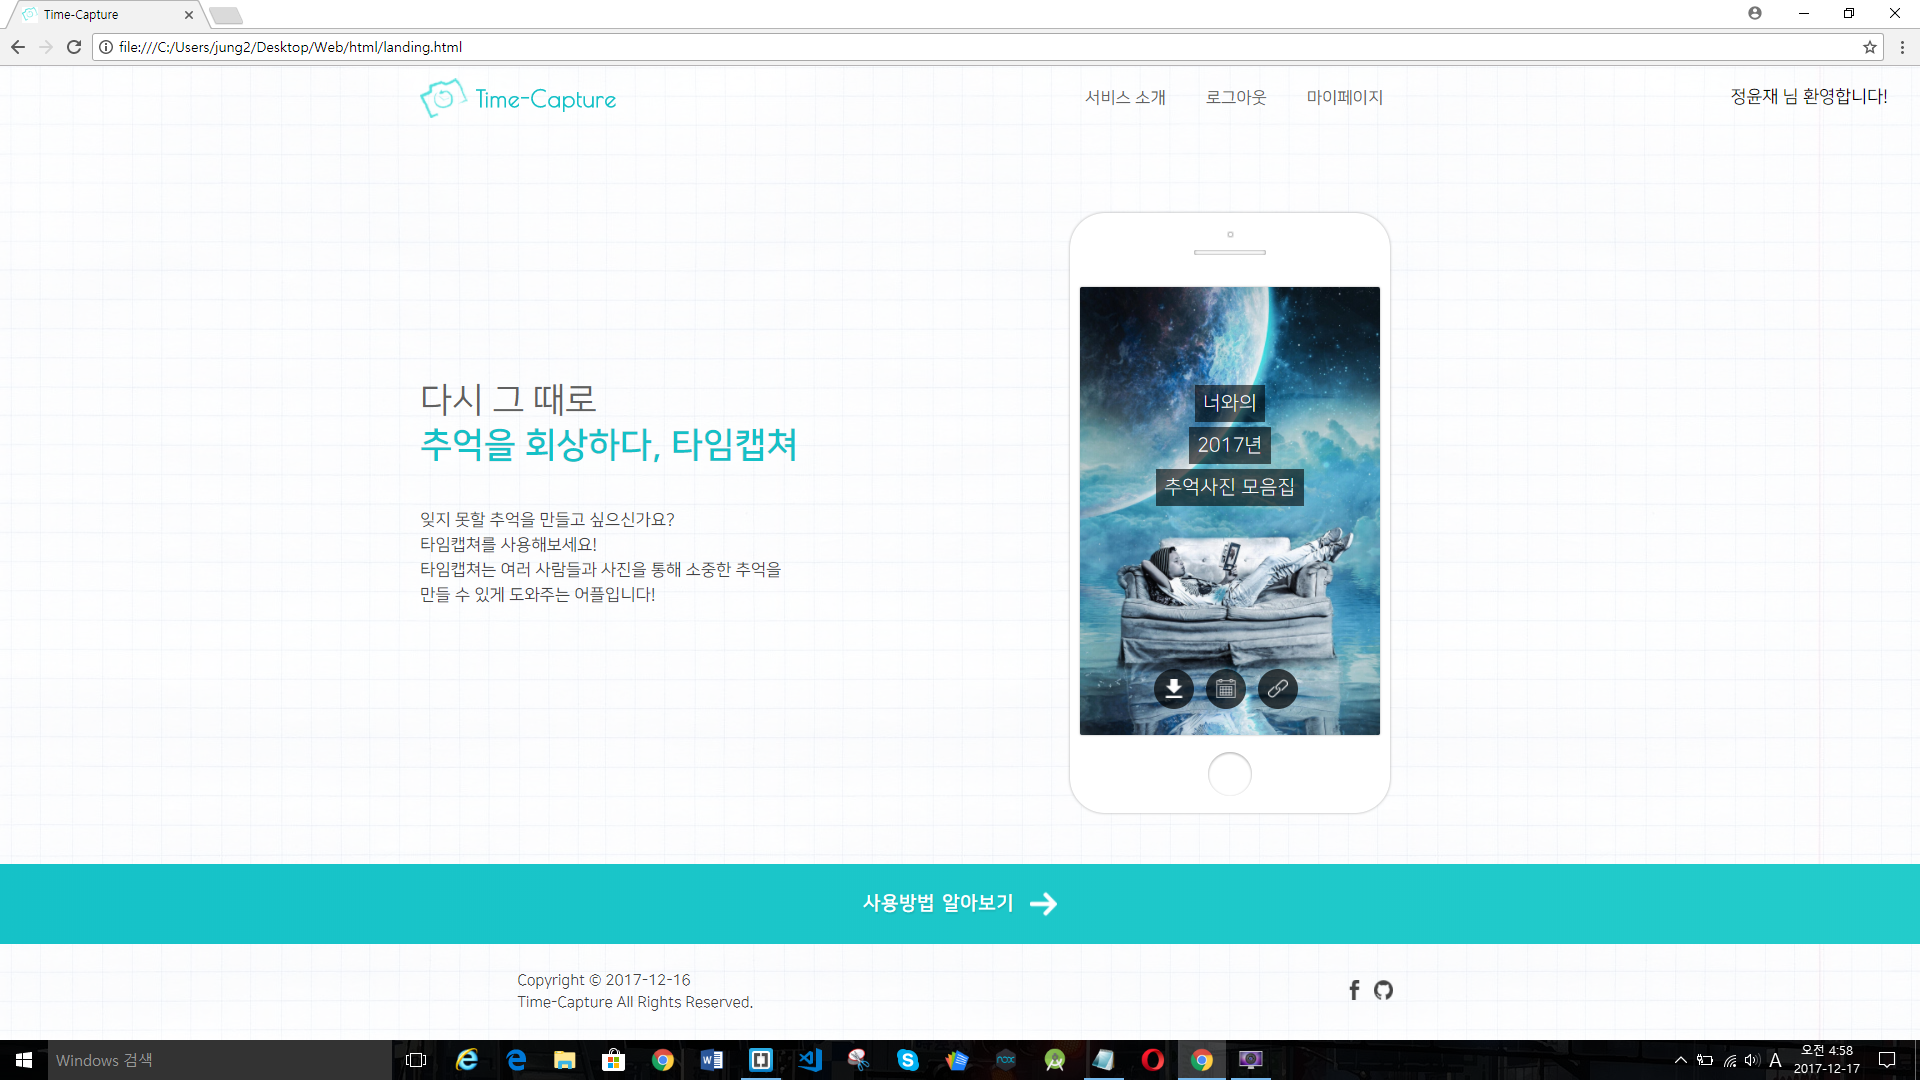 Time-Capture
file:///C:/Users/jung2/Desktop/Web/html/landing.html
Time-Capture
서비스 소개
로그아웃
마이페이지
정윤재 님 환영합니다!
너와의
2017년
추억사진 모음집
다시 그 때로
추억을 회상하다, 타임캡쳐
잊지 못할 추억을 만들고 싶으신가요?
타임캡쳐를 사용해보세요!
타임캡쳐는 여러 사람들과 사진을 통해 소중한 추억을
만들 수 있게 도와주는 어플입니다!
사용방법 알아보기
Copyright © 2017-12-16
Time-Capture All Rights Reserved.
Windows 검색
nox
A
오전 4:58
2017-12-17